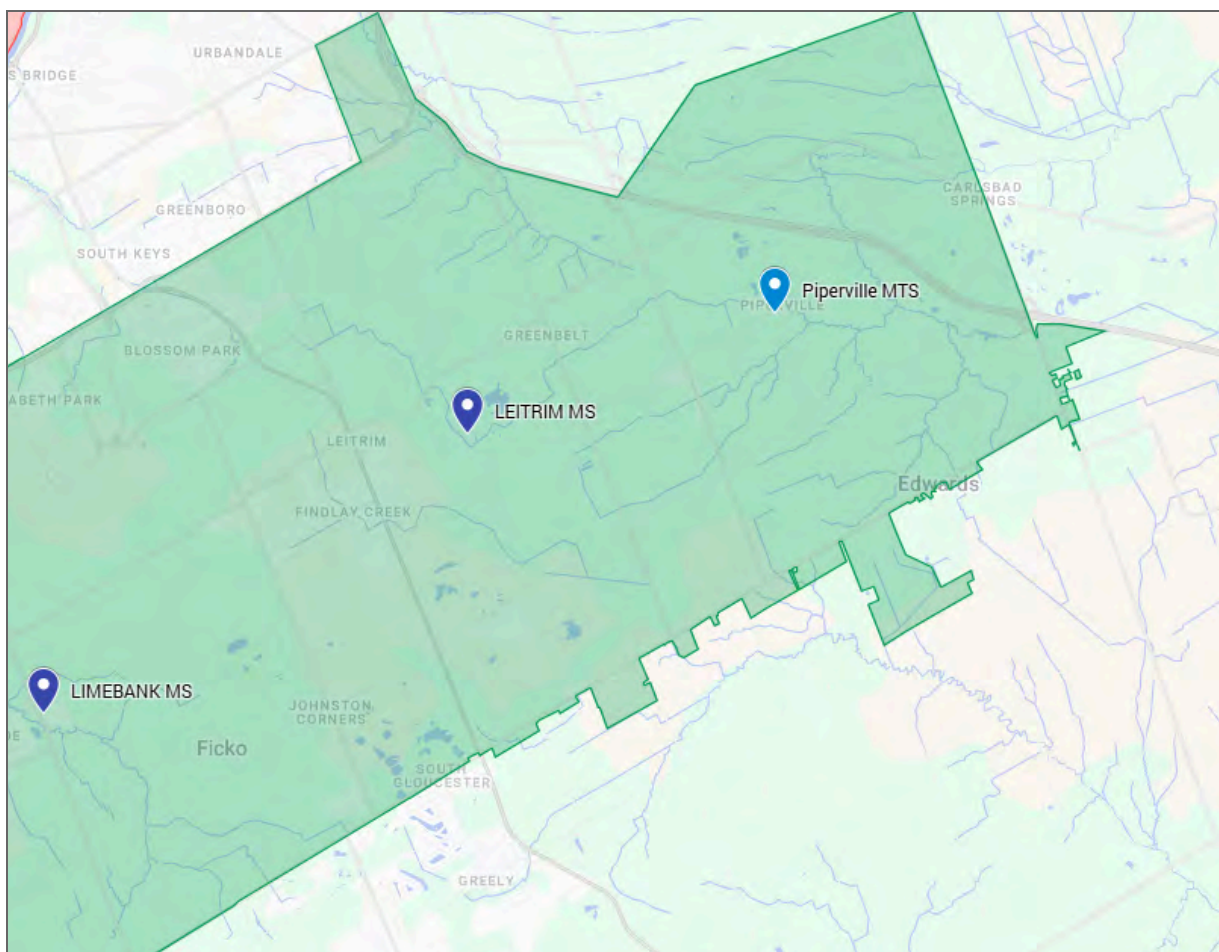 URBANDALE
S BRIDGE
CARLSBAD
SPRINGS
GREENBORO
SOUTH KEYS
Piperville MTS
PIPERVILLE
GREENBELT
BLOSSOM PARK
ABETH PARK
LEITRIM MS
LEITRIM
Edwards
FINDLAY CREEK
LIMEBANK MS
JOHNSTON
CORNERS
DE
Ficko
SOUTH
GLOUCESTER
GREELY